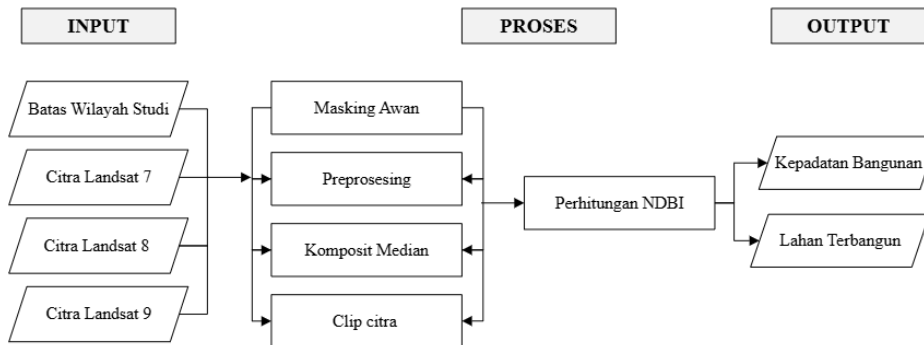 INPUT
PROSES
OUTPUT
Batas Wilayah Studi
Citra Landsat 7
Citra Landsat 8
Citra Landsat 9
Masking Awan
Preprosesing
Komposit Median
Clip citra
Perhitungan NDBI
Kepadatan Bangunan
Lahan Terbangun